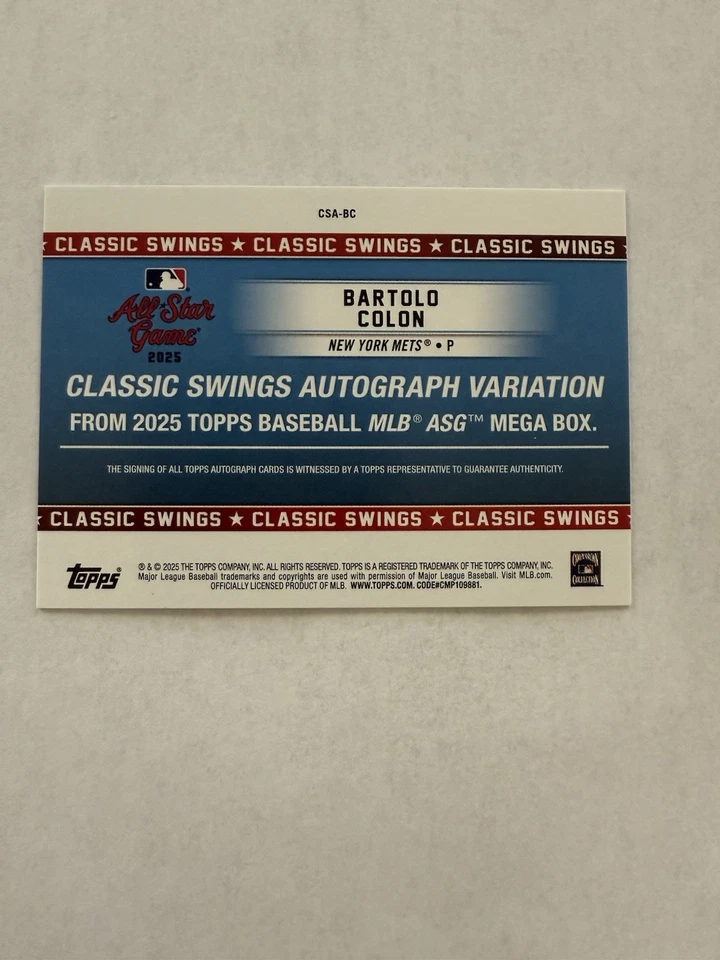 CSA-BC
★ CLASSIC SWINGS ★ CLASSIC SWINGS ★ CLASSIC SWINGS ★
All-Star
Game
2025
BARTOLO
COLON
NEW YORK METS® • P
CLASSIC SWINGS AUTOGRAPH VARIATION
FROM 2025 TOPPS BASEBALL MLB® ASG™ MEGA BOX.
THE SIGNING OF ALL TOPPS AUTOGRAPH CARDS IS WITNESSED BY A TOPPS REPRESENTATIVE TO GUARANTEE AUTHENTICITY.
★ CLASSIC SWINGS ★ CLASSIC SWINGS ★ CLASSIC SWINGS ★
topps®
® & © 2025 THE TOPPS COMPANY, INC. ALL RIGHTS RESERVED. TOPPS IS A REGISTERED TRADEMARK OF THE TOPPS COMPANY, INC.
Major League Baseball trademarks and copyrights are used with permission of Major League Baseball. Visit MLB.com.
OFFICIALLY LICENSED PRODUCT OF MLB. WWW.TOPPS.COM. CODE#CMP109881.
COOPERSTOWN
COLLECTION